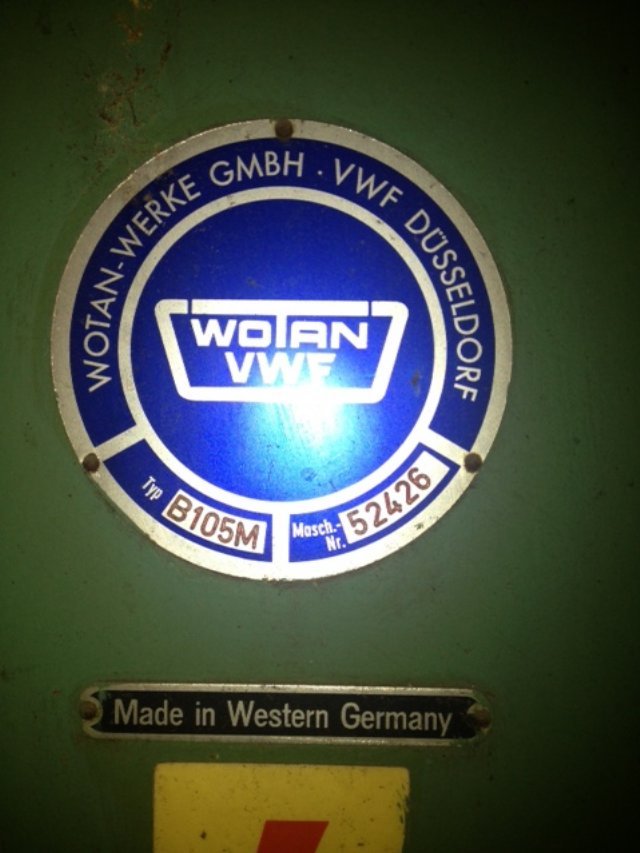 WOTAN-WERKE GMBH · VWF DÜSSELDORF
WOTAN
VWF
Typ B105M
Masch.-
Nr. 52426
Made in Western Germany